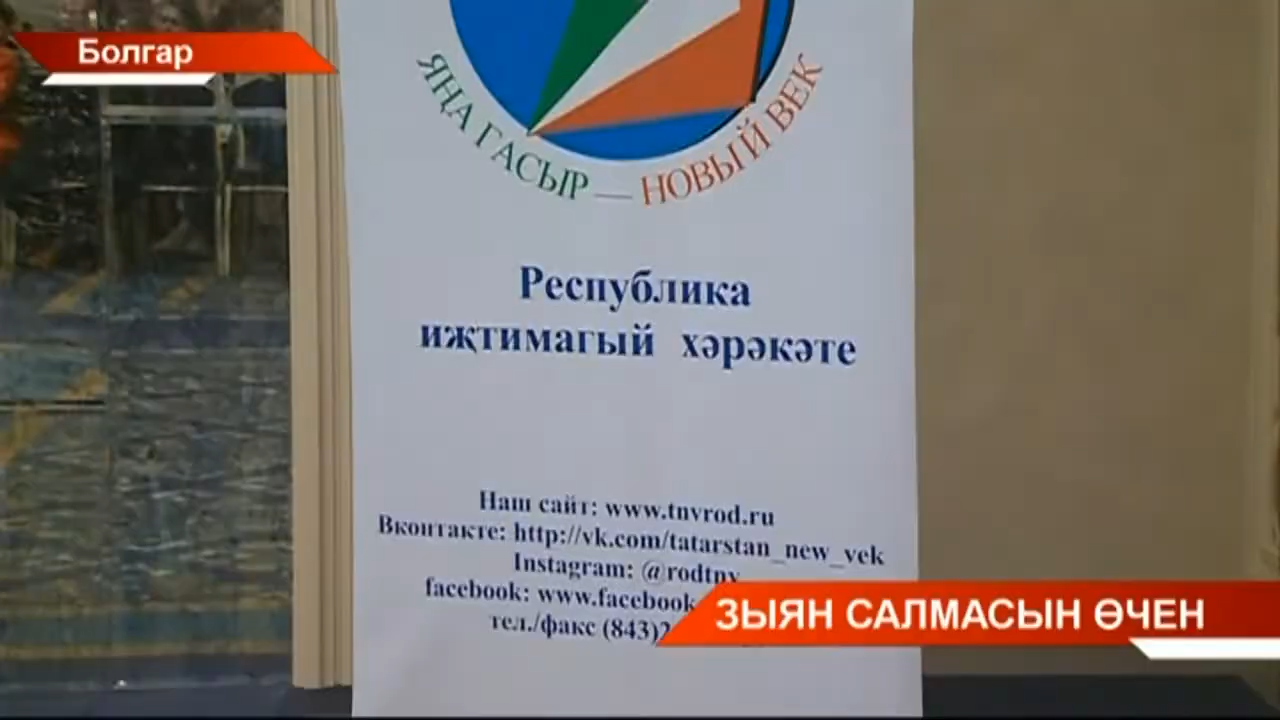 Болгар
ЯҢА ГАСЫР — НОВЫЙ ВЕК
Республика
иҗтимагый хәрәкәте
Наш сайт: www.tnvrod.ru
Вконтакте: http://vk.com/tatarstan_new_vek
Instagram: @rodtnv
facebook: www.facebook
тел./факс (843)2
ЗЫЯН САЛМАСЫН ӨЧЕН